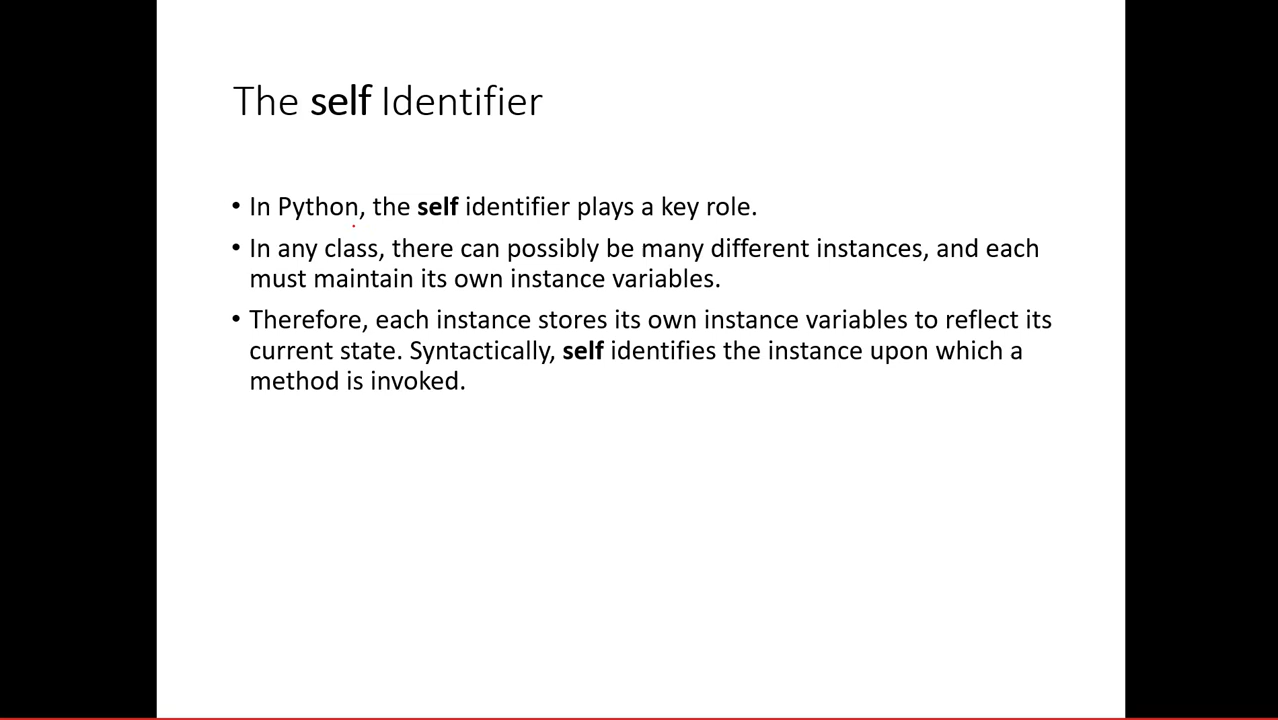 The self Identifier
• In Python, the self identifier plays a key role.
• In any class, there can possibly be many different instances, and each
must maintain its own instance variables.
• Therefore, each instance stores its own instance variables to reflect its
current state. Syntactically, self identifies the instance upon which a
method is invoked.